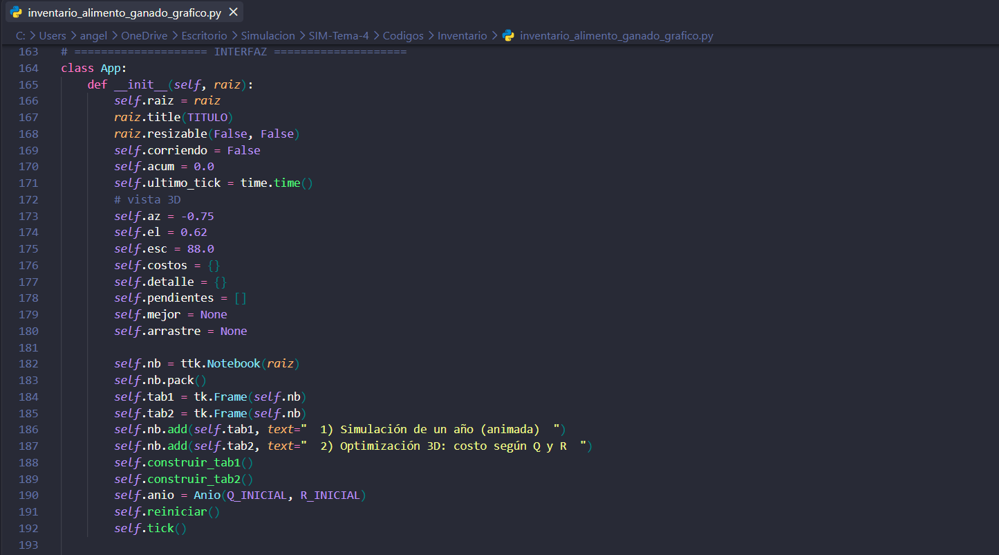 inventario_alimento_ganado_grafico.py ×
C: > Users > angel > OneDrive > Escritorio > Simulacion > SIM-Tema-4 > Codigos > Inventario > inventario_alimento_ganado_grafico.py
163 # ==================== INTERFAZ ====================
164 class App:
165     def __init__(self, raiz):
166         self.raiz = raiz
167         raiz.title(TITULO)
168         raiz.resizable(False, False)
169         self.corriendo = False
170         self.acum = 0.0
171         self.ultimo_tick = time.time()
172         # vista 3D
173         self.az = -0.75
174         self.el = 0.62
175         self.esc = 88.0
176         self.costos = {}
177         self.detalle = {}
178         self.pendientes = []
179         self.mejor = None
180         self.arrastre = None
181
182         self.nb = ttk.Notebook(raiz)
183         self.nb.pack()
184         self.tab1 = tk.Frame(self.nb)
185         self.tab2 = tk.Frame(self.nb)
186         self.nb.add(self.tab1, text="  1) Simulación de un año (animada)  ")
187         self.nb.add(self.tab2, text="  2) Optimización 3D: costo según Q y R  ")
188         self.construir_tab1()
189         self.construir_tab2()
190         self.anio = Anio(Q_INICIAL, R_INICIAL)
191         self.reiniciar()
192         self.tick()
193